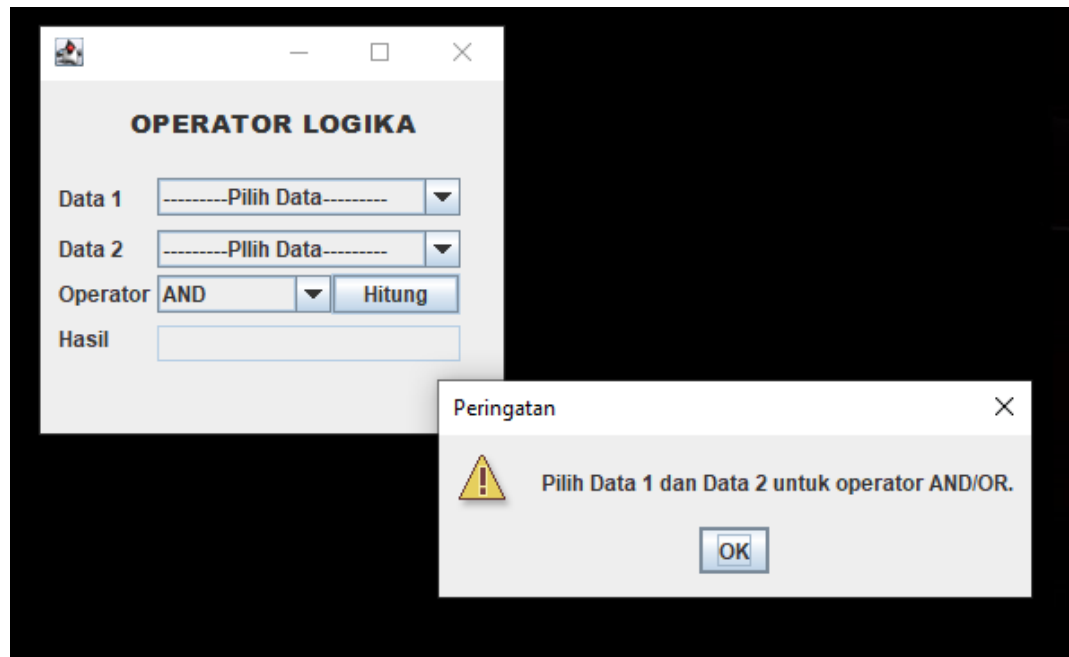 OPERATOR LOGIKA
Data 1 ---------Pilih Data---------
Data 2 ---------PIlih Data---------
Operator AND Hitung
Hasil
Peringatan
Pilih Data 1 dan Data 2 untuk operator AND/OR.
OK